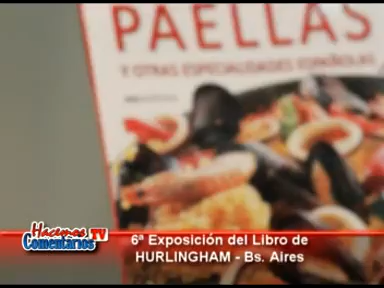 PAELLAS
Y OTRAS ESPECIALIDADES ESPAÑOLAS
Hacemos
Comentarios TV
6ª Exposición del Libro de
HURLINGHAM - Bs. Aires